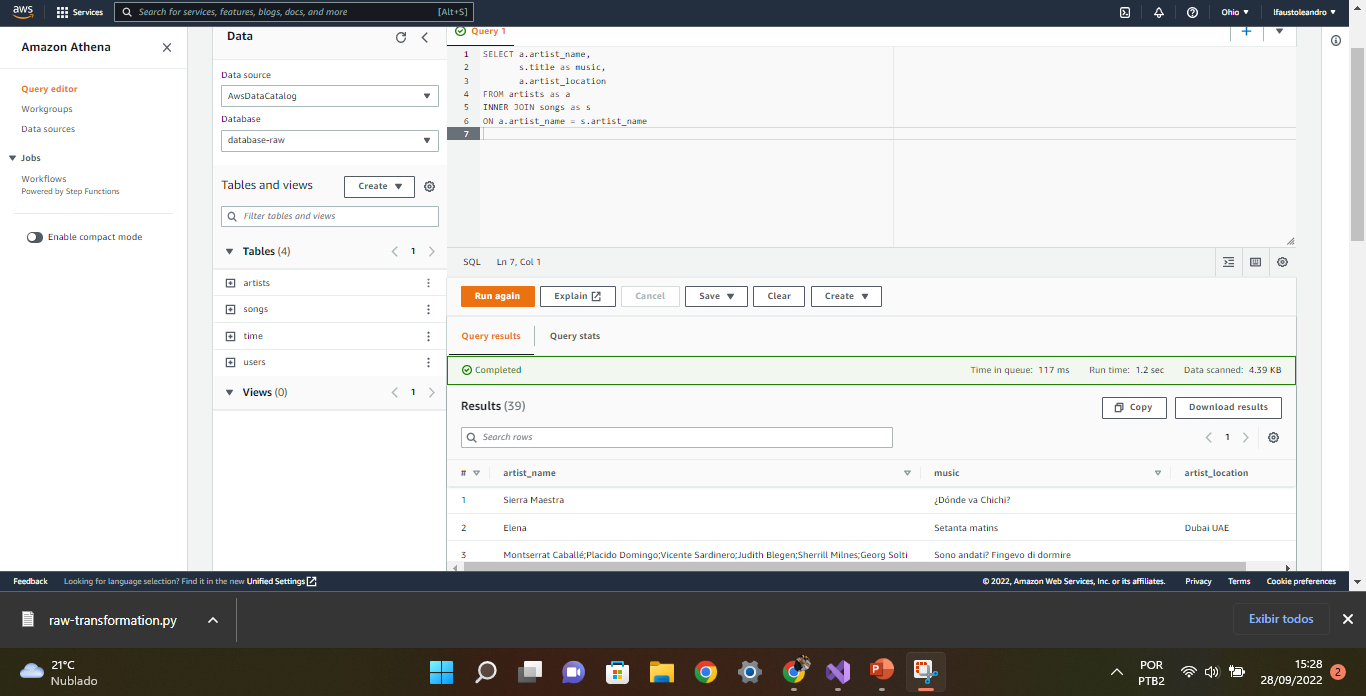 aws
Services
Search for services, features, blogs, docs, and more
[Alt+S]
Ohio
lfaustoleandro
Amazon Athena
Query editor
Workgroups
Data sources
Jobs
Workflows
Powered by Step Functions
Enable compact mode
Data
Data source
AwsDataCatalog
Database
database-raw
Tables and views
Create
Filter tables and views
Tables (4)
1
artists
songs
time
users
Views (0)
1
Query 1
1 SELECT a.artist_name,
2 s.title as music,
3 a.artist_location
4 FROM artists as a
5 INNER JOIN songs as s
6 ON a.artist_name = s.artist_name
7
SQL Ln 7, Col 1
Run again
Explain
Cancel
Save
Clear
Create
Query results
Query stats
Completed
Time in queue: 117 ms
Run time: 1.2 sec
Data scanned: 4.39 KB
Results (39)
Copy
Download results
Search rows
1
# artist_name music artist_location
1 Sierra Maestra ¿Dónde va Chichi?
2 Elena Setanta matins Dubai UAE
3 Montserrat Caballé;Placido Domingo;Vicente Sardinero;Judith Blegen;Sherrill Milnes;Georg Solti Sono andati? Fingevo di dormire
Feedback
Looking for language selection? Find it in the new Unified Settings
© 2022, Amazon Web Services, Inc. or its affiliates.
Privacy
Terms
Cookie preferences
raw-transformation.py
Exibir todos
21°C
Nublado
POR
PTB2
15:28
28/09/2022
2